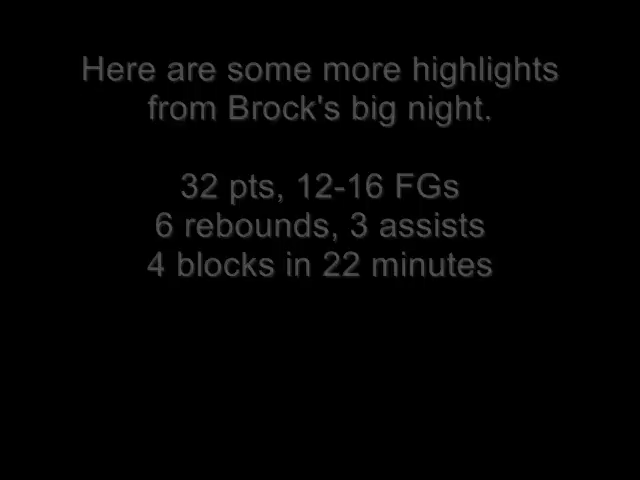 Here are some more highlights
from Brock's big night.
32 pts, 12-16 FGs
6 rebounds, 3 assists
4 blocks in 22 minutes